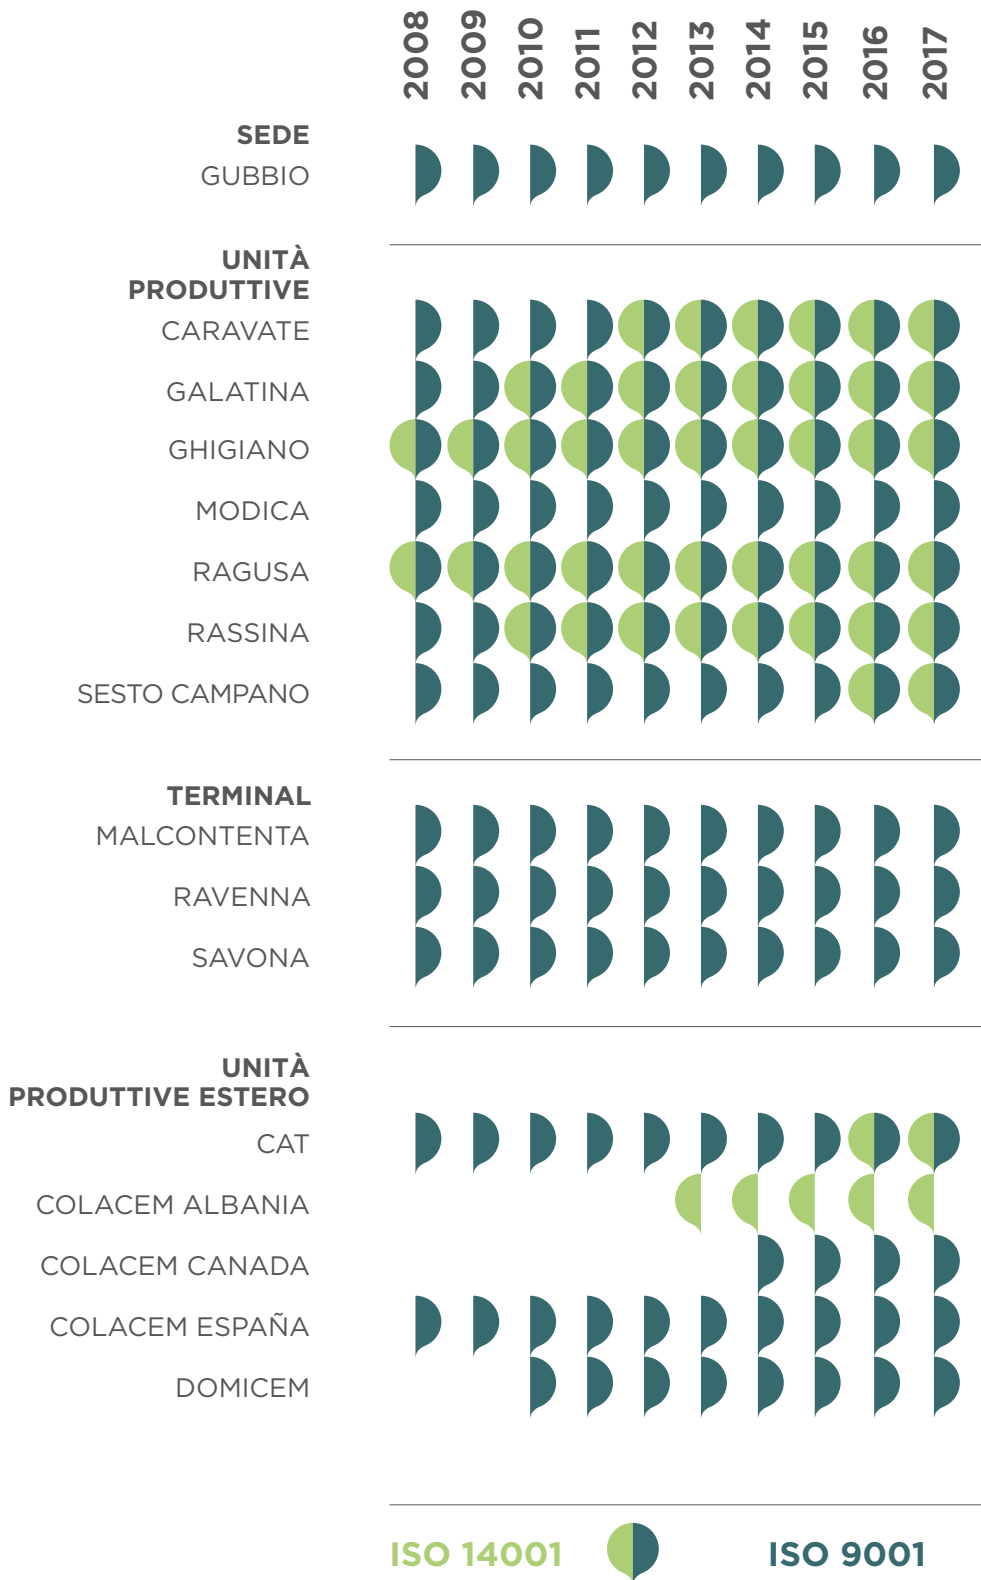 2008 2009 2010 2011 2012 2013 2014 2015 2016 2017
SEDE
GUBBIO
UNITÀ
PRODUTTIVE
CARAVATE
GALATINA
GHIGIANO
MODICA
RAGUSA
RASSINA
SESTO CAMPANO
TERMINAL
MALCONTENTA
RAVENNA
SAVONA
UNITÀ
PRODUTTIVE ESTERO
CAT
COLACEM ALBANIA
COLACEM CANADA
COLACEM ESPAÑA
DOMICEM
ISO 14001 ISO 9001